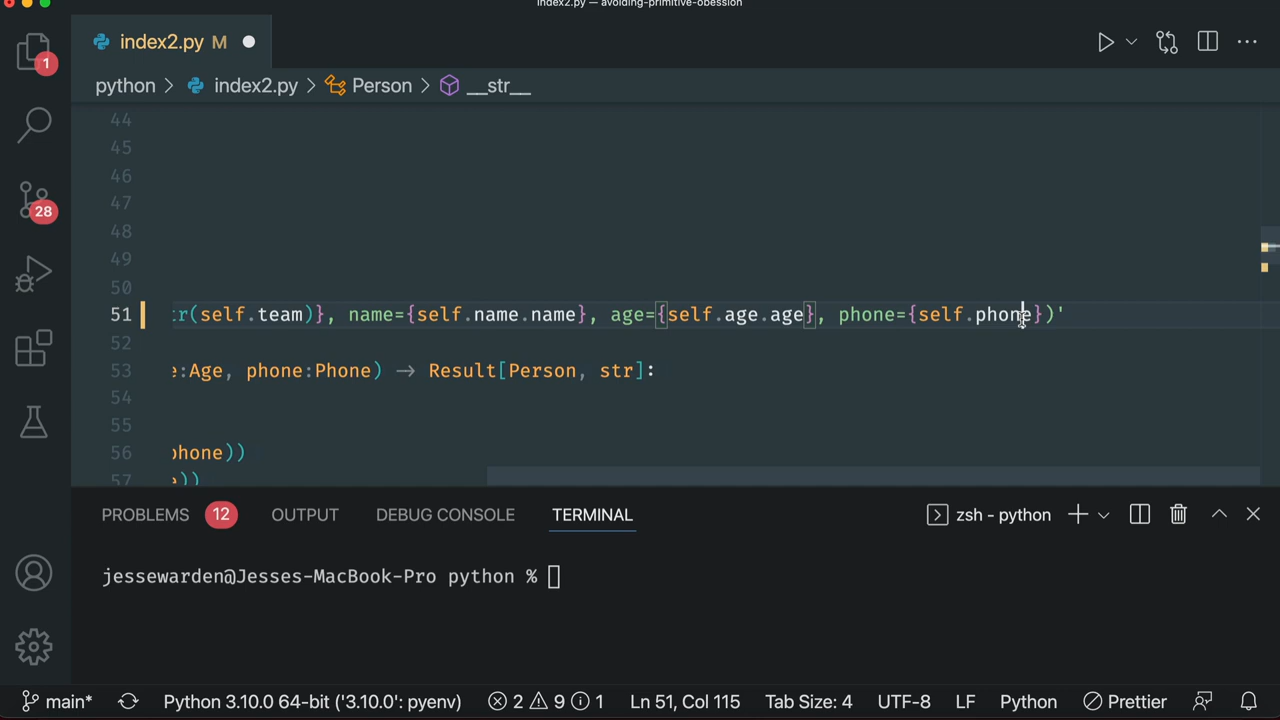 index2.py — avoiding-primitive-obession
index2.py M
python > index2.py > Person > __str__
1
28
44
45
46
47
48
49
50
51 tr(self.team)}, name={self.name.name}, age={self.age.age}, phone={self.phone})'
52
53 e:Age, phone:Phone) → Result[Person, str]:
54
55
56 phone))
57 e))
PROBLEMS 12 OUTPUT DEBUG CONSOLE TERMINAL zsh - python
jessewarden@Jesses-MacBook-Pro python %
main* Python 3.10.0 64-bit ('3.10.0': pyenv) 2 9 1 Ln 51, Col 115 Tab Size: 4 UTF-8 LF Python Prettier